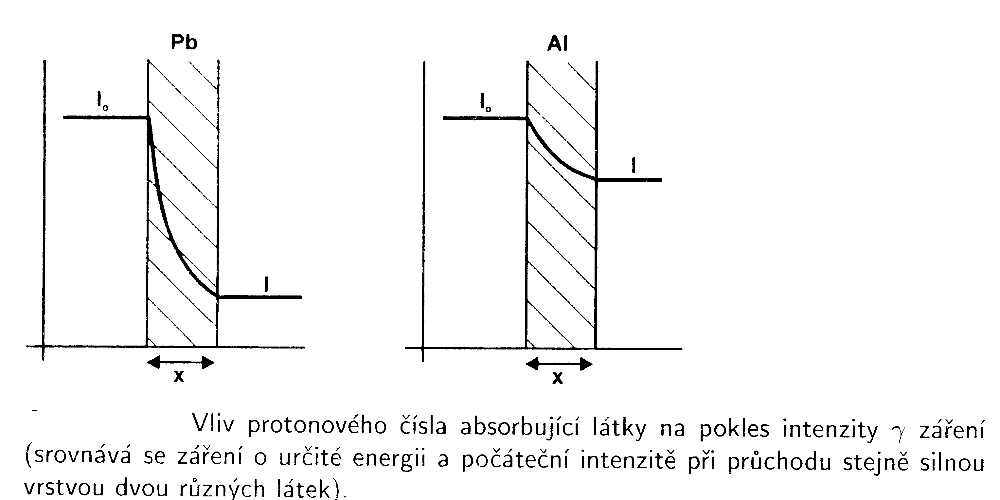 Pb
Al
I₀
I₀
I
I
x
x
Vliv protonového čísla absorbující látky na pokles intenzity γ záření
(srovnává se záření o určité energii a počáteční intenzitě při průchodu stejně silnou
vrstvou dvou různých látek).